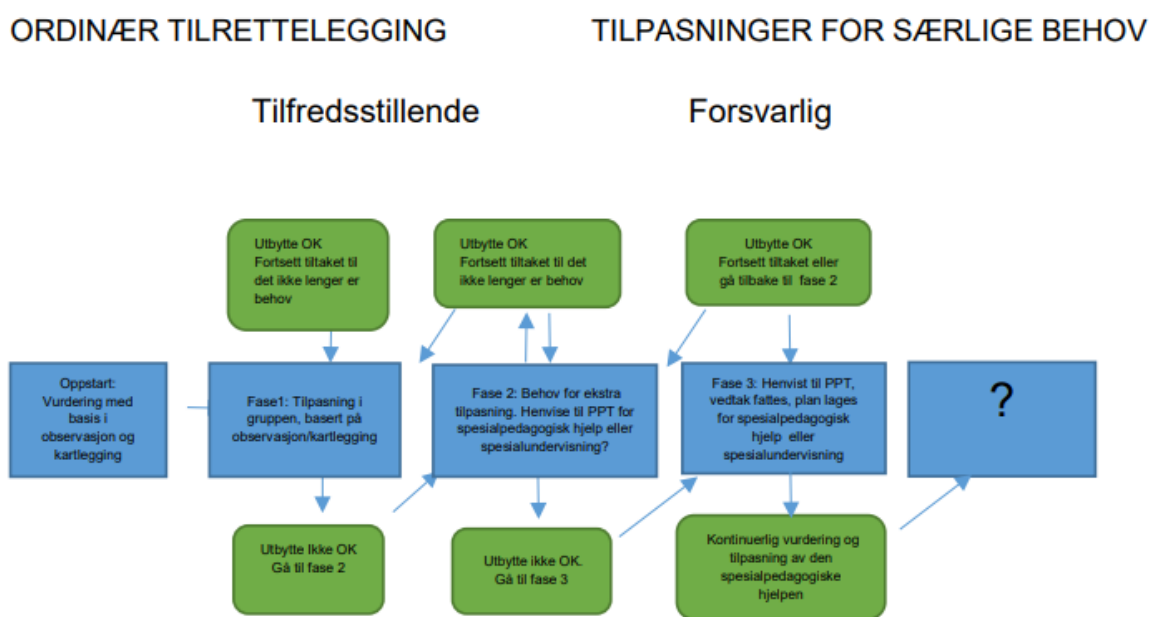 ORDINÆR TILRETTELEGGING
TILPASNINGER FOR SÆRLIGE BEHOV
Tilfredsstillende
Forsvarlig
Utbytte OK
Fortsett tiltaket til
det ikke lenger er
behov
Utbytte OK
Fortsett tiltaket til det
ikke lenger er behov
Utbytte OK
Fortsett tiltaket eller
gå tilbake til fase 2
Oppstart:
Vurdering med
basis i
observasjon og
kartlegging
Fase1: Tilpasning i
gruppen, basert på
observasjon/kartlegging
Fase 2: Behov for ekstra
tilpasning. Henvise til PPT for
spesialpedagogisk hjelp eller
spesialundervisning?
Fase 3: Henvist til PPT,
vedtak fattes, plan lages
for spesialpedagogisk
hjelp eller
spesialundervisning
?
Utbytte Ikke OK
Gå til fase 2
Utbytte ikke OK.
Gå til fase 3
Kontinuerlig vurdering og
tilpasning av den
spesialpedagogiske
hjelpen